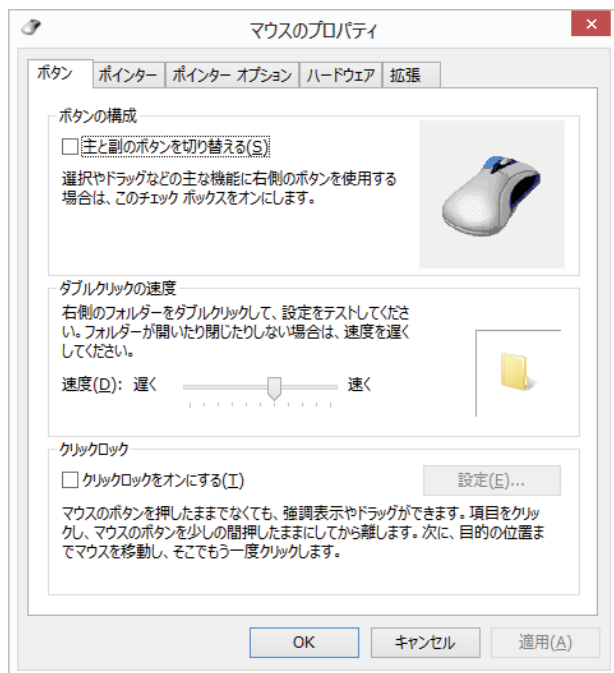 マウスのプロパティ
ボタン ポインター ポインター オプション ハードウェア 拡張
ボタンの構成
主と副のボタンを切り替える(S)
選択やドラッグなどの主な機能に右側のボタンを使用する
場合は、このチェック ボックスをオンにします。
ダブルクリックの速度
右側のフォルダーをダブルクリックして、設定をテストしてくださ
い。フォルダーが開いたり閉じたりしない場合は、速度を遅く
してください。
速度(D): 遅く 速く
クリックロック
クリックロックをオンにする(T)
設定(E)...
マウスのボタンを押したままでなくても、強調表示やドラッグができます。項目をクリッ
クし、マウスのボタンを少しの間押したままにしてから離します。次に、目的の位置ま
でマウスを移動し、そこでもう一度クリックします。
OK キャンセル 適用(A)